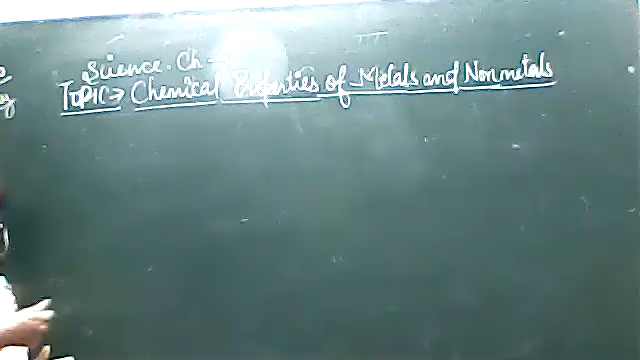 Science. Ch -
Topic → Chemical Properties of Metals and Nonmetals